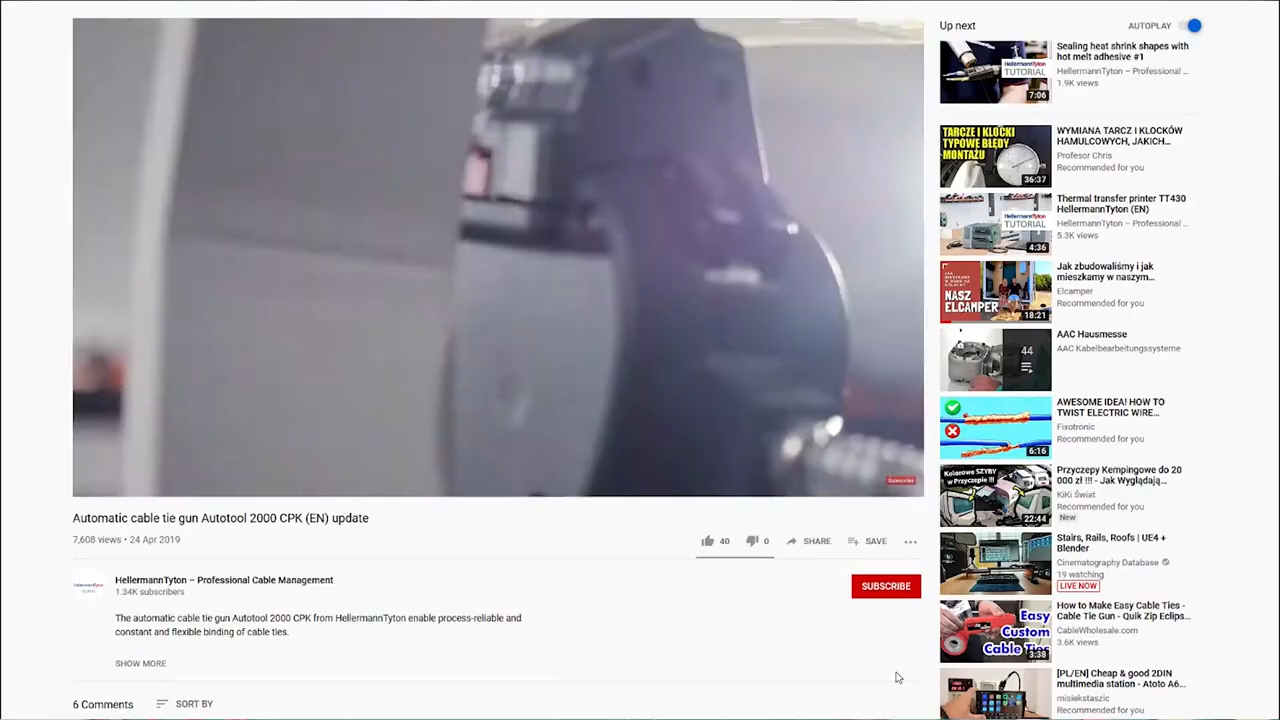 Subscribe
Automatic cable tie gun Autotool 2000 CPK (EN) update
7,608 views • 24 Apr 2019
40
0
SHARE
SAVE
HellermannTyton – Professional Cable Management
1.34K subscribers
SUBSCRIBE
The automatic cable tie gun Autotool 2000 CPK from HellermannTyton enable process-reliable and
constant and flexible binding of cable ties.
SHOW MORE
6 Comments
SORT BY
Up next
AUTOPLAY
HellermannTyton
TUTORIAL
7:06
Sealing heat shrink shapes with
hot melt adhesive #1
HellermannTyton – Professional ...
1.9K views
TARCZE I KLOCKI
TYPOWE BŁĘDY
MONTAŻU
36:37
WYMIANA TARCZ I KLOCKÓW
HAMULCOWYCH, JAKICH...
Profesor Chris
Recommended for you
HellermannTyton
TUTORIAL
4:36
Thermal transfer printer TT430
HellermannTyton (EN)
HellermannTyton – Professional ...
5.3K views
NASZ
ELCAMPER
18:21
Jak zbudowaliśmy i jak
mieszkamy w naszym...
Elcamper
Recommended for you
44
AAC Hausmesse
AAC Kabelbearbeitungssysteme
6:16
AWESOME IDEA! HOW TO
TWIST ELECTRIC WIRE...
Fixotronic
Recommended for you
Kolorowe SZYBY
w Przyczepie !!!
22:44
Przyczepy Kempingowe do 20
000 zł !!! - Jak Wyglądają...
KiKi Świat
Recommended for you
New
Stairs, Rails, Roofs | UE4 +
Blender
Cinematography Database
19 watching
LIVE NOW
Easy
Custom
Cable Ties
3:38
How to Make Easy Cable Ties -
Cable Tie Gun - Quik Zip Eclips...
CableWholesale.com
3.6K views
[PL/EN] Cheap & good 2DIN
multimedia station - Atoto A6...
misiekstaszic
Recommended for you